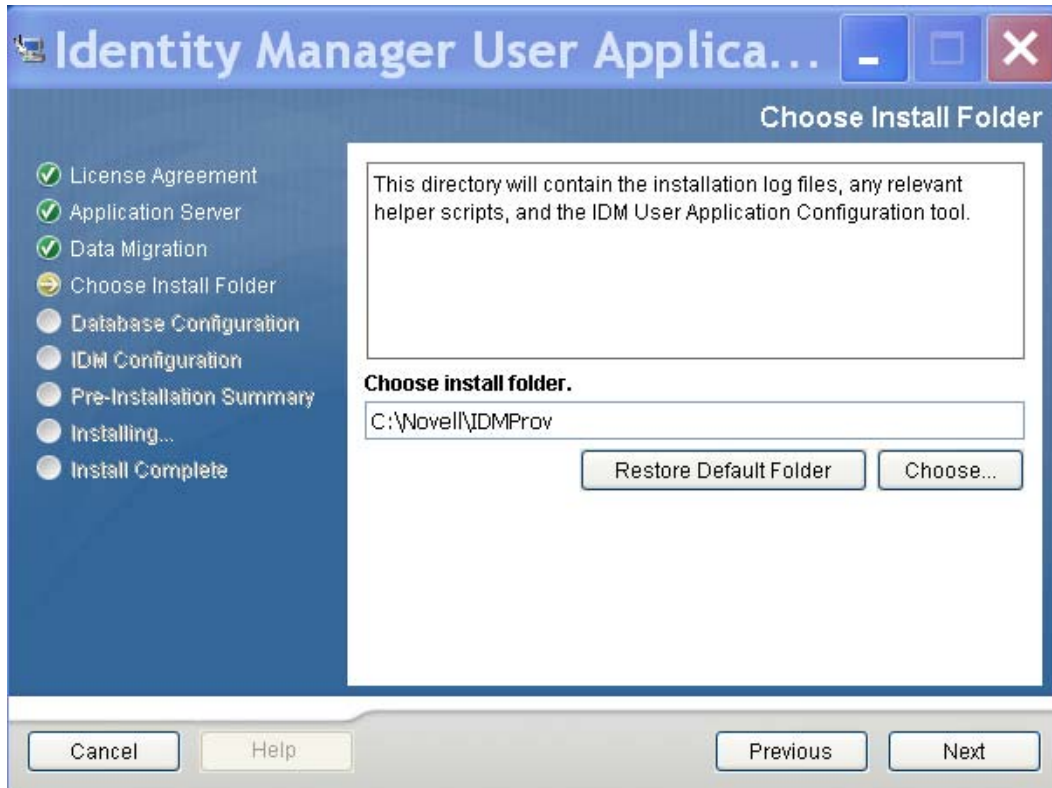 Identity Manager User Applica...
Choose Install Folder
License Agreement
Application Server
Data Migration
Choose Install Folder
Database Configuration
IDM Configuration
Pre-Installation Summary
Installing...
Install Complete
This directory will contain the installation log files, any relevant
helper scripts, and the IDM User Application Configuration tool.
Choose install folder.
C:\Novell\IDMProv
Restore Default Folder
Choose...
Cancel
Help
Previous
Next